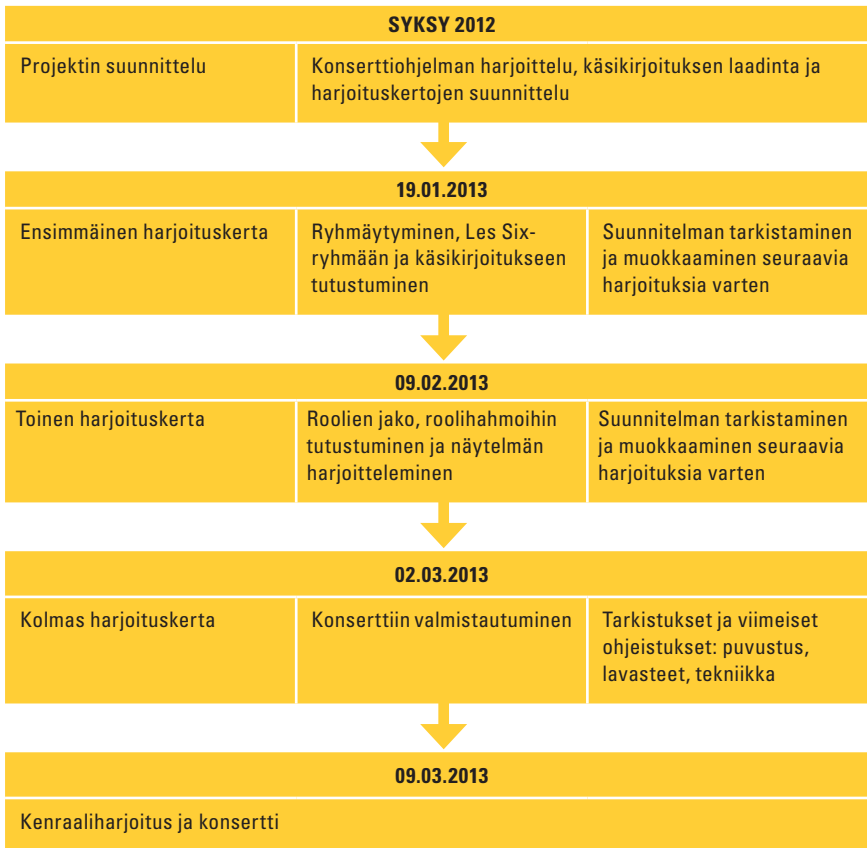 SYKSY 2012
Projektin suunnittelu
Konserttiohjelman harjoittelu, käsikirjoituksen laadinta ja
harjoituskertojen suunnittelu
19.01.2013
Ensimmäinen harjoituskerta
Ryhmäytyminen, Les Six-
ryhmään ja käsikirjoitukseen
tutustuminen
Suunnitelman tarkistaminen
ja muokkaaminen seuraavia
harjoituksia varten
09.02.2013
Toinen harjoituskerta
Roolien jako, roolihahmoihin
tutustuminen ja näytelmän
harjoitteleminen
Suunnitelman tarkistaminen
ja muokkaaminen seuraavia
harjoituksia varten
02.03.2013
Kolmas harjoituskerta
Konserttiin valmistautuminen
Tarkistukset ja viimeiset
ohjeistukset: puvustus,
lavasteet, tekniikka
09.03.2013
Kenraaliharjoitus ja konsertti